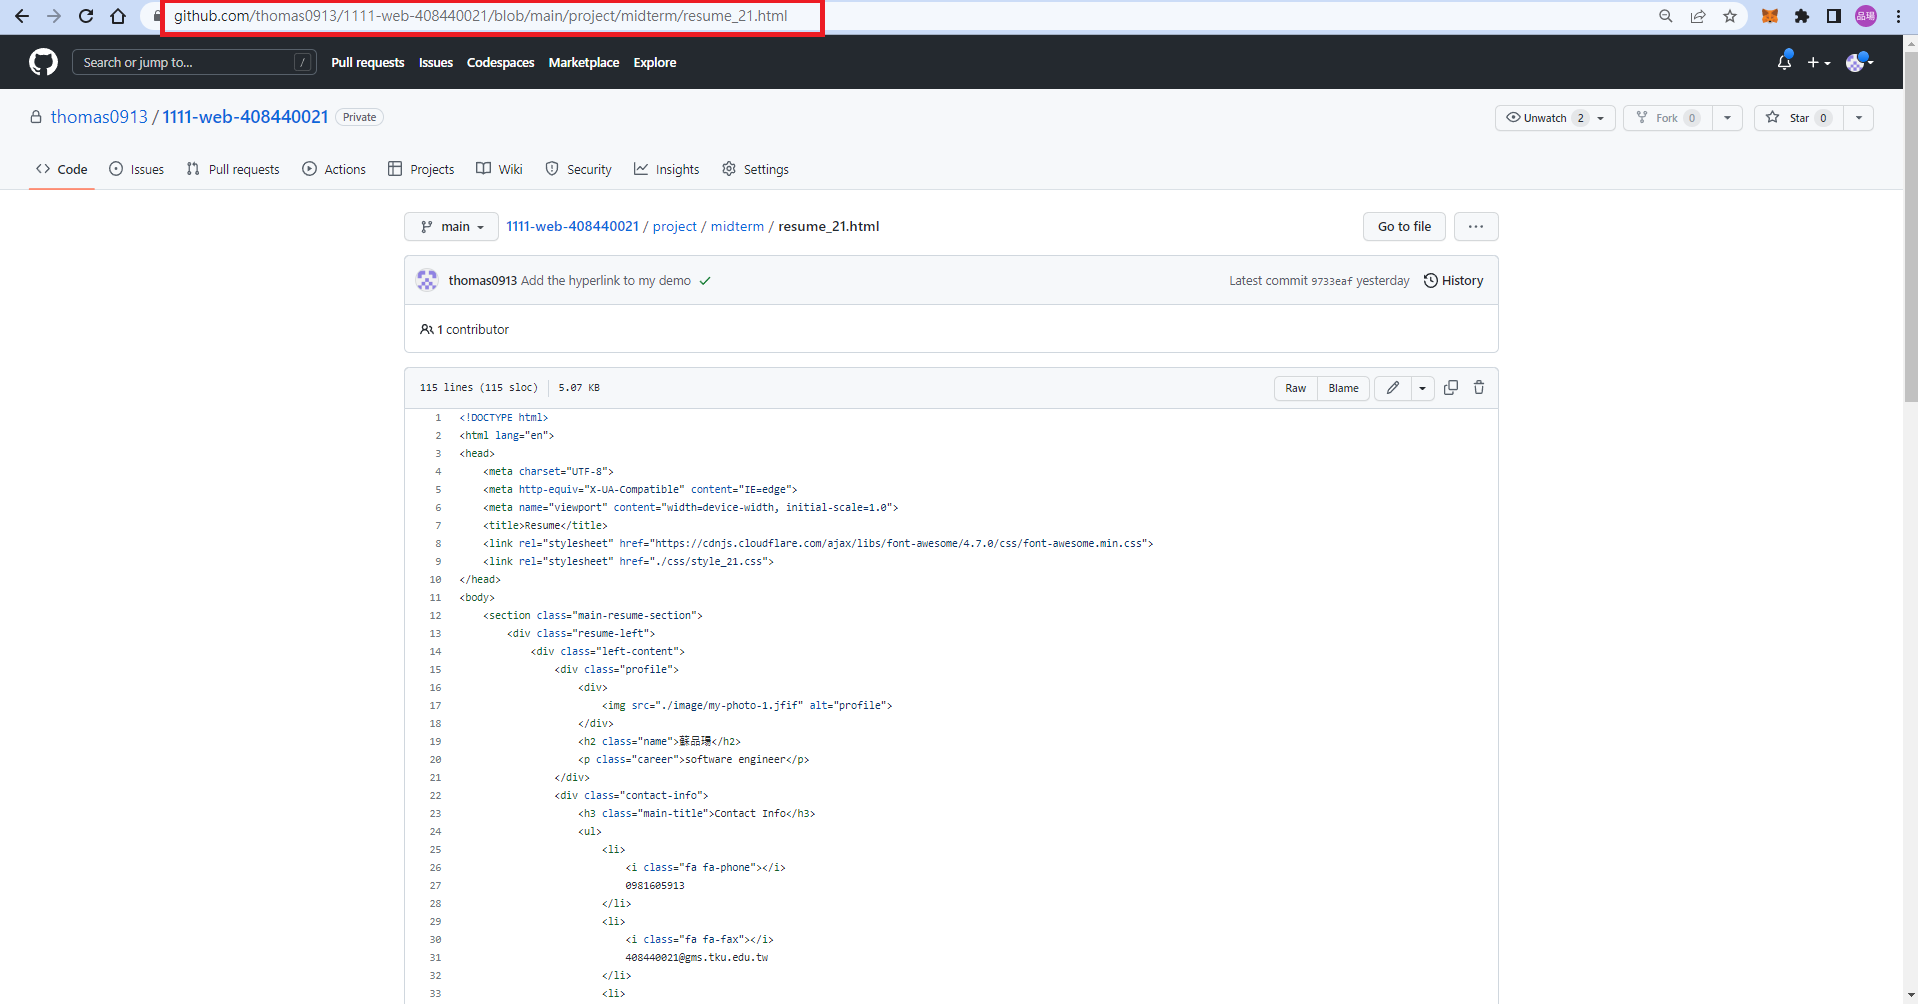 github.com/thomas0913/1111-web-408440021/blob/main/project/midterm/resume_21.html
品瑒
Search or jump to... / Pull requests Issues Codespaces Marketplace Explore
thomas0913 / 1111-web-408440021 Private
Unwatch 2 Fork 0 Star 0
Code Issues Pull requests Actions Projects Wiki Security Insights Settings
main 1111-web-408440021 / project / midterm / resume_21.html Go to file ...
thomas0913 Add the hyperlink to my demo Latest commit 9733eaf yesterday History
1 contributor
115 lines (115 sloc) 5.07 KB Raw Blame
1 <!DOCTYPE html>
2 <html lang="en">
3 <head>
4 <meta charset="UTF-8">
5 <meta http-equiv="X-UA-Compatible" content="IE=edge">
6 <meta name="viewport" content="width=device-width, initial-scale=1.0">
7 <title>Resume</title>
8 <link rel="stylesheet" href="https://cdnjs.cloudflare.com/ajax/libs/font-awesome/4.7.0/css/font-awesome.min.css">
9 <link rel="stylesheet" href="./css/style_21.css">
10 </head>
11 <body>
12 <section class="main-resume-section">
13 <div class="resume-left">
14 <div class="left-content">
15 <div class="profile">
16 <div>
17 <img src="./image/my-photo-1.jfif" alt="profile">
18 </div>
19 <h2 class="name">蘇品瑒</h2>
20 <p class="career">software engineer</p>
21 </div>
22 <div class="contact-info">
23 <h3 class="main-title">Contact Info</h3>
24 <ul>
25 <li>
26 <i class="fa fa-phone"></i>
27 0981605913
28 </li>
29 <li>
30 <i class="fa fa-fax"></i>
31 408440021@gms.tku.edu.tw
32 </li>
33 <li>